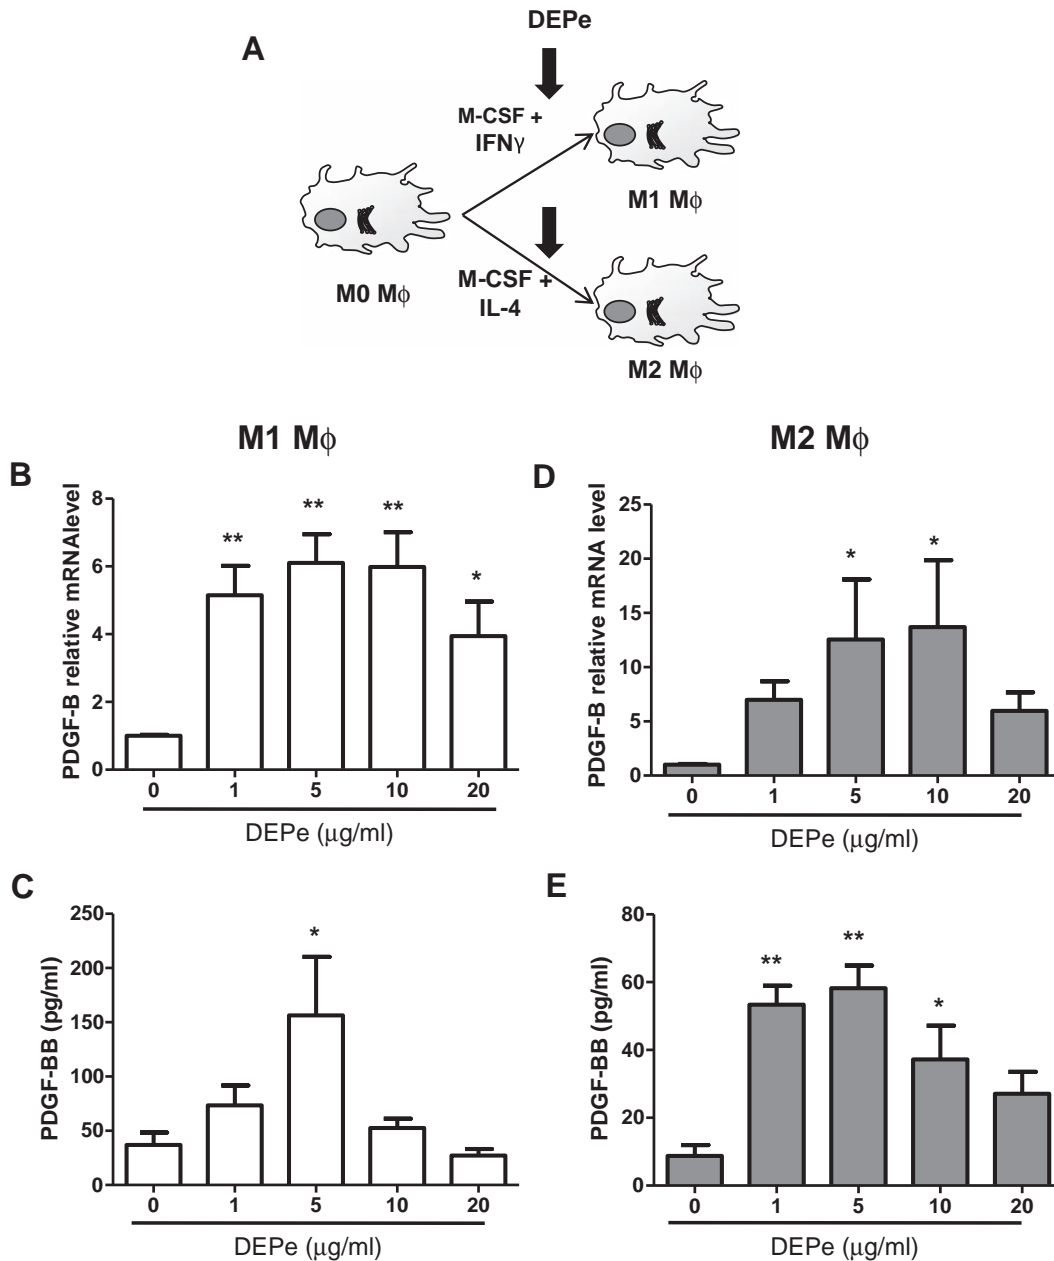 A
DEPe
M-CSF +
IFNγ
M1 Mϕ
M0 Mϕ
M-CSF +
IL-4
M2 Mϕ
M1 Mϕ
M2 Mϕ
B
PDGF-B relative mRNAlevel
8
6
4
2
0
**
**
**
*
0 1 5 10 20
DEPe (μg/ml)
D
PDGF-B relative mRNA level
25
20
15
10
5
0
*
*
0 1 5 10 20
DEPe (μg/ml)
C
PDGF-BB (pg/ml)
250
200
150
100
50
0
*
0 1 5 10 20
DEPe (μg/ml)
E
PDGF-BB (pg/ml)
80
60
40
20
0
**
**
*
0 1 5 10 20
DEPe (μg/ml)